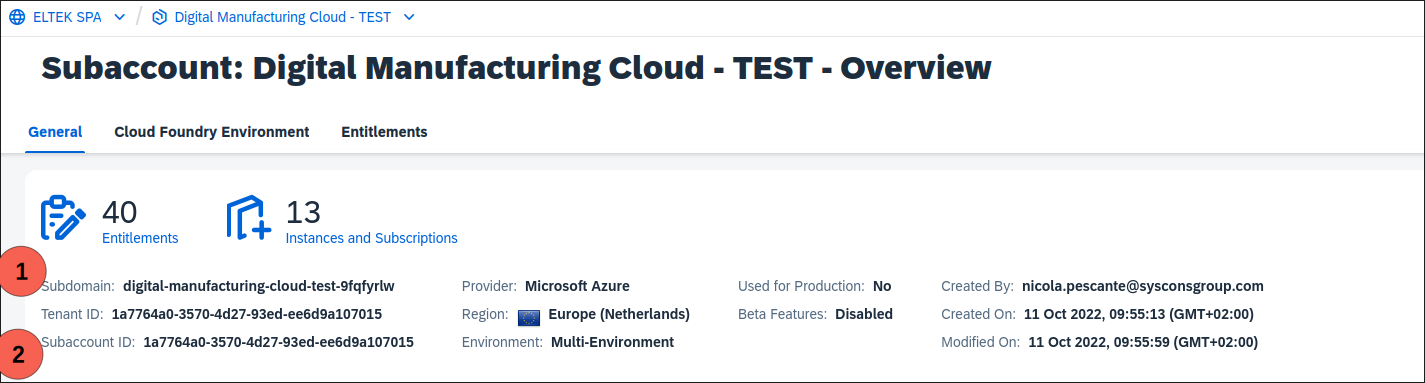 ELTEK SPA / Digital Manufacturing Cloud - TEST
Subaccount: Digital Manufacturing Cloud - TEST - Overview
General Cloud Foundry Environment Entitlements
40 13
Entitlements Instances and Subscriptions
1
Subdomain: digital-manufacturing-cloud-test-9fqfyrlw Provider: Microsoft Azure Used for Production: No Created By: nicola.pescante@sysconsgroup.com
Tenant ID: 1a7764a0-3570-4d27-93ed-ee6d9a107015 Region: Europe (Netherlands) Beta Features: Disabled Created On: 11 Oct 2022, 09:55:13 (GMT+02:00)
2 Subaccount ID: 1a7764a0-3570-4d27-93ed-ee6d9a107015 Environment: Multi-Environment Modified On: 11 Oct 2022, 09:55:59 (GMT+02:00)